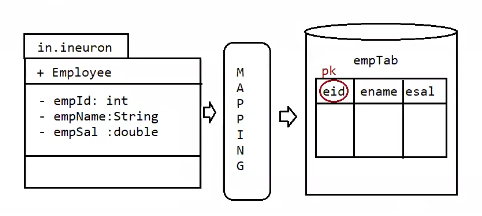 in.ineuron
+ Employee
- empId: int
- empName:String
- empSal :double
M
A
P
P
I
N
G
empTab
pk
eid ename esal